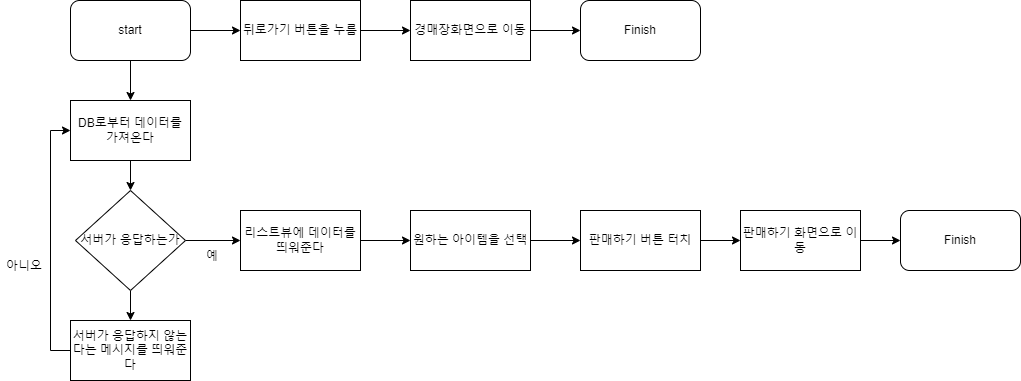 start
뒤로가기 버튼을 누름
경매장화면으로 이동
Finish
DB로부터 데이터를
가져온다
서버가 응답하는가
예
리스트뷰에 데이터를
띄워준다
원하는 아이템을 선택
판매하기 버튼 터치
판매하기 화면으로 이
동
Finish
아니오
서버가 응답하지 않는
다는 메시지를 띄워준
다